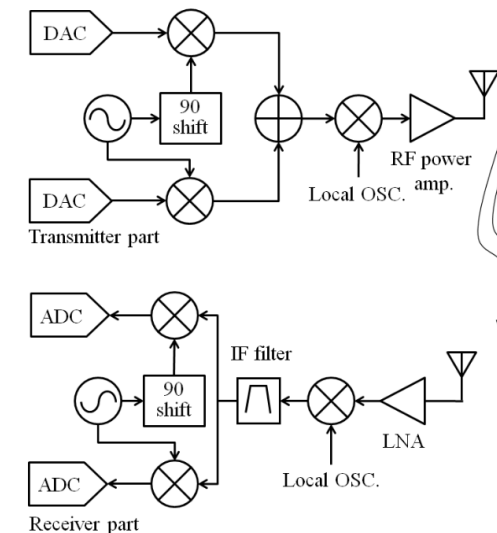 DAC
90
shift
RF power
amp.
Local OSC.
DAC
Transmitter part
ADC
IF filter
90
shift
LNA
Local OSC.
ADC
Receiver part